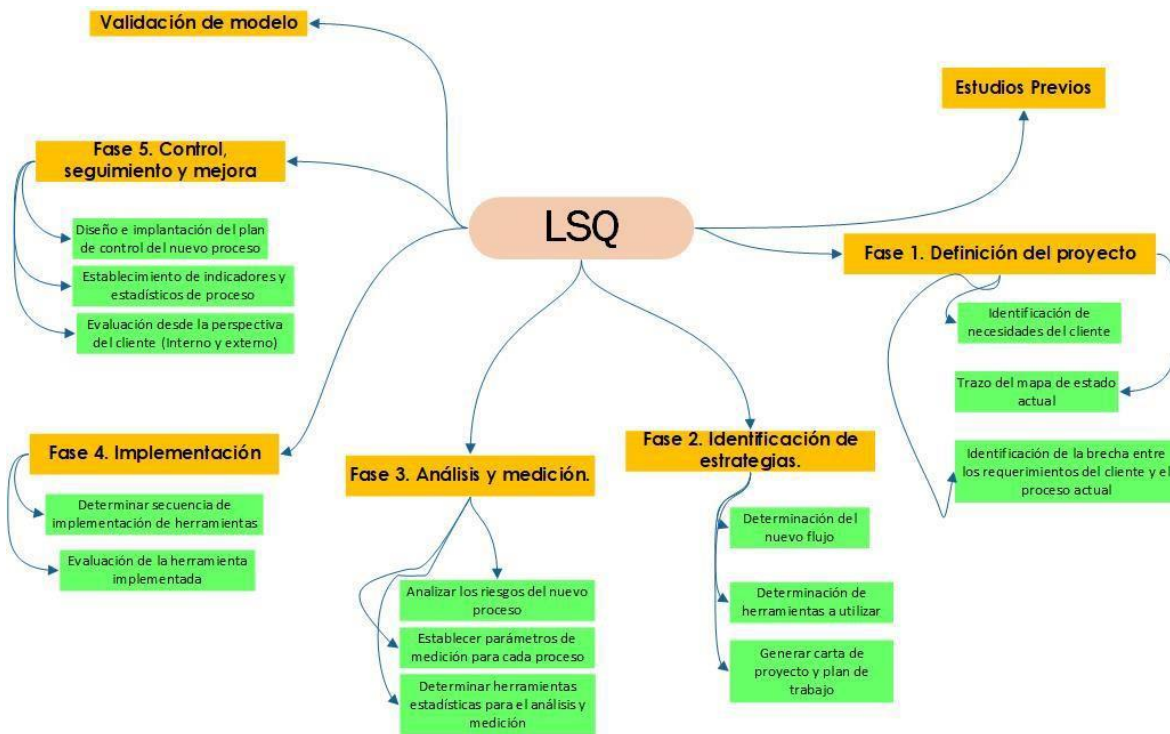 Validación de modelo
Estudios Previos
LSQ
Fase 1. Definición del proyecto
Identificación de
necesidades del cliente
Trazo del mapa de estado
actual
Identificación de la brecha entre
los requerimientos del cliente y el
proceso actual
Fase 2. Identificación de
estrategias.
Determinación del
nuevo flujo
Determinación de
herramientas a utilizar
Generar carta de
proyecto y plan de
trabajo
Fase 3. Análisis y medición.
Analizar los riesgos del nuevo
proceso
Establecer parámetros de
medición para cada proceso
Determinar herramientas
estadísticas para el análisis y
medición
Fase 4. Implementación
Determinar secuencia de
implementación de herramientas
Evaluación de la herramienta
implementada
Fase 5. Control,
seguimiento y mejora
Diseño e implantación del plan
de control del nuevo proceso
Establecimiento de indicadores y
estadísticos de proceso
Evaluación desde la perspectiva
del cliente (Interno y externo)